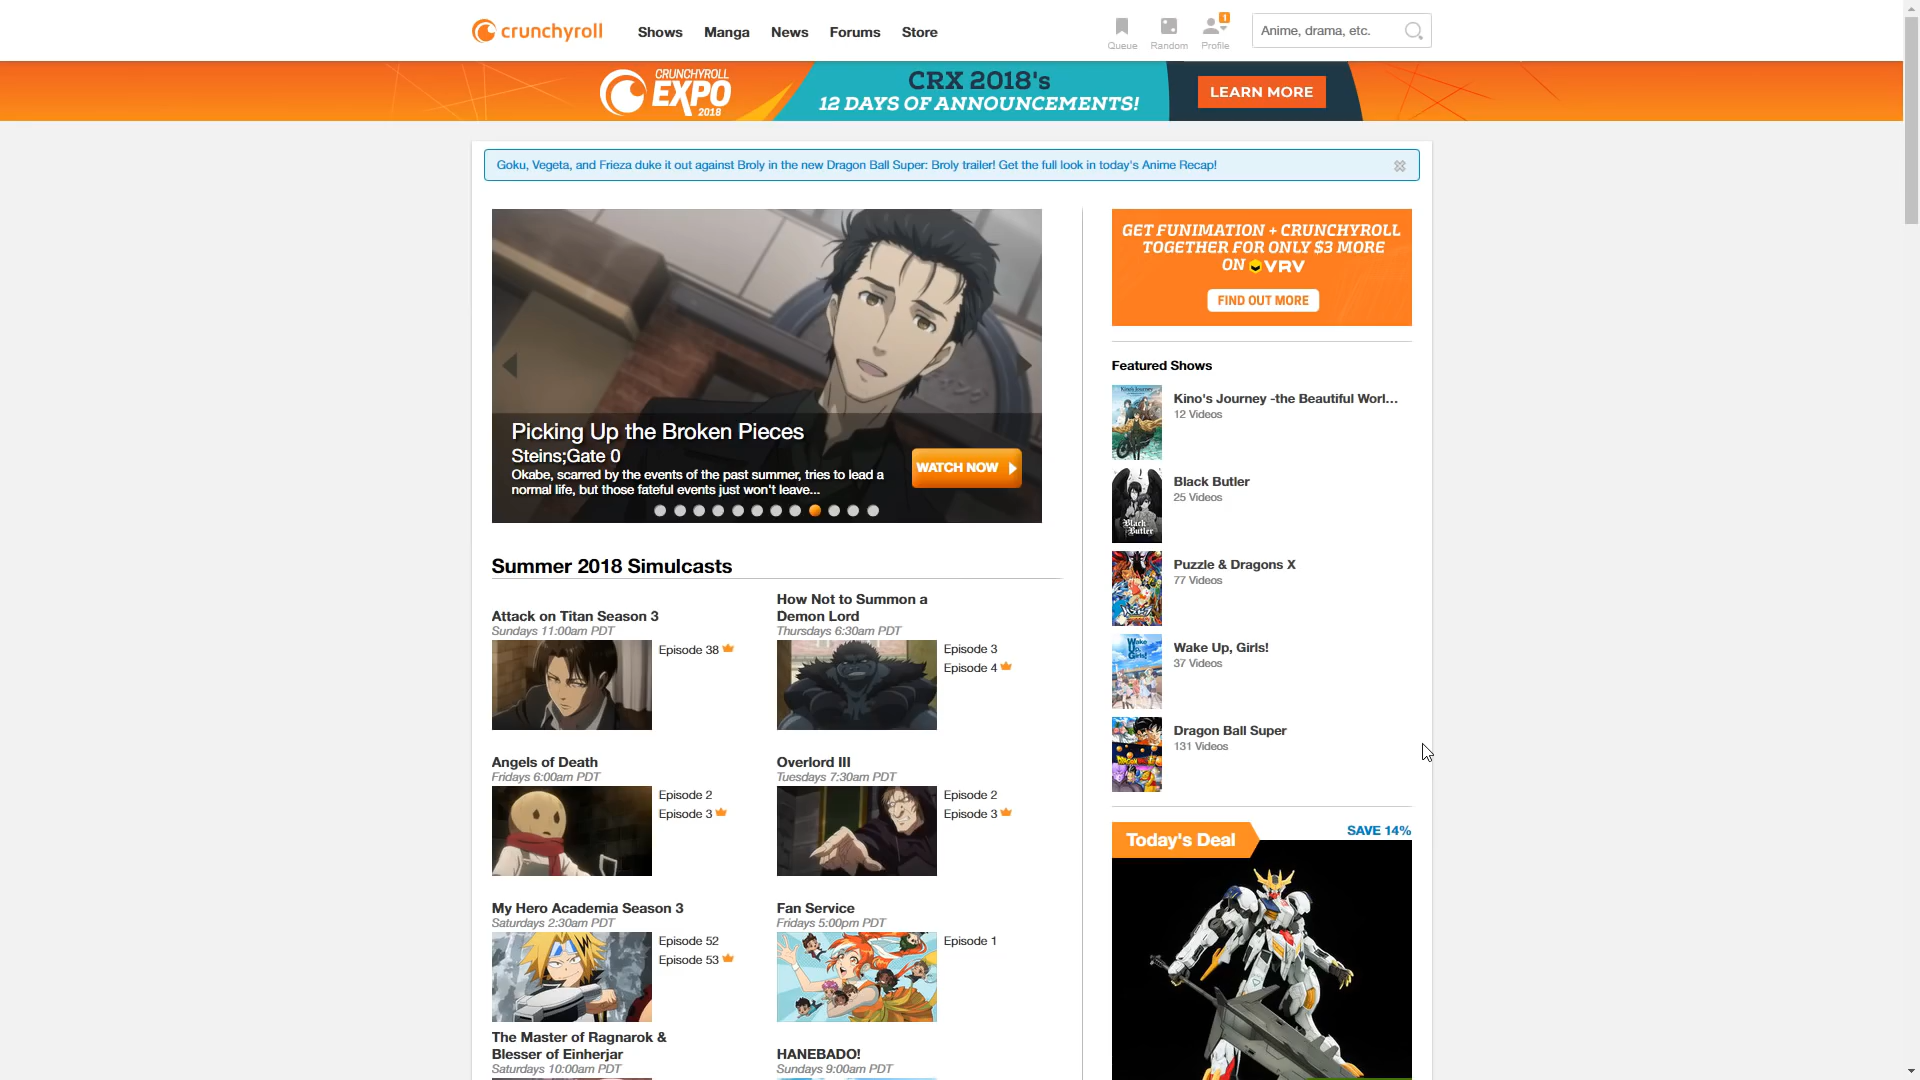 crunchyroll
Shows
Manga
News
Forums
Store
Queue
Random
1
Profile
Anime, drama, etc.
CRUNCHYROLL
EXPO
2018
CRX 2018's
12 DAYS OF ANNOUNCEMENTS!
LEARN MORE
Goku, Vegeta, and Frieza duke it out against Broly in the new Dragon Ball Super: Broly trailer! Get the full look in today's Anime Recap!
Picking Up the Broken Pieces
Steins;Gate 0
Okabe, scarred by the events of the past summer, tries to lead a
normal life, but those fateful events just won't leave...
WATCH NOW
Summer 2018 Simulcasts
Attack on Titan Season 3
Sundays 11:00am PDT
Episode 38
How Not to Summon a
Demon Lord
Thursdays 6:30am PDT
Episode 3
Episode 4
Angels of Death
Fridays 6:00am PDT
Episode 2
Episode 3
Overlord III
Tuesdays 7:30am PDT
Episode 2
Episode 3
My Hero Academia Season 3
Saturdays 2:30am PDT
Episode 52
Episode 53
Fan Service
Fridays 5:00pm PDT
Episode 1
The Master of Ragnarok &
Blesser of Einherjar
Saturdays 10:00am PDT
HANEBADO!
Sundays 9:00am PDT
GET FUNIMATION + CRUNCHYROLL
TOGETHER FOR ONLY $3 MORE
ON VRV
FIND OUT MORE
Featured Shows
Kino's Journey -the Beautiful Worl...
12 Videos
Black Butler
Black
Butler
25 Videos
Puzzle & Dragons X
77 Videos
Wake Up, Girls!
Wake
Up,
Girls!
37 Videos
Dragon Ball Super
131 Videos
Today's Deal
SAVE 14%